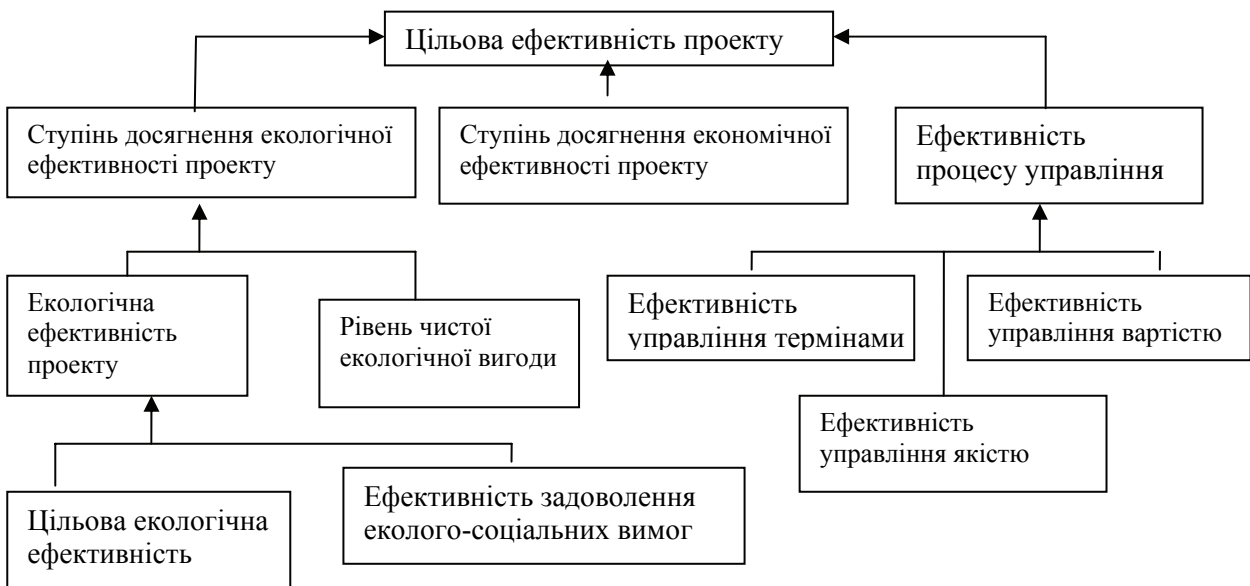 Цільова ефективність проекту
Ступінь досягнення екологічної
ефективності проекту
Ступінь досягнення економічної
ефективності проекту
Ефективність
процесу управління
Екологічна
ефективність
проекту
Рівень чистої
екологічної вигоди
Ефективність
управління термінами
Ефективність
управління вартістю
Ефективність
управління якістю
Цільова екологічна
ефективність
Ефективність задоволення
еколого-соціальних вимог